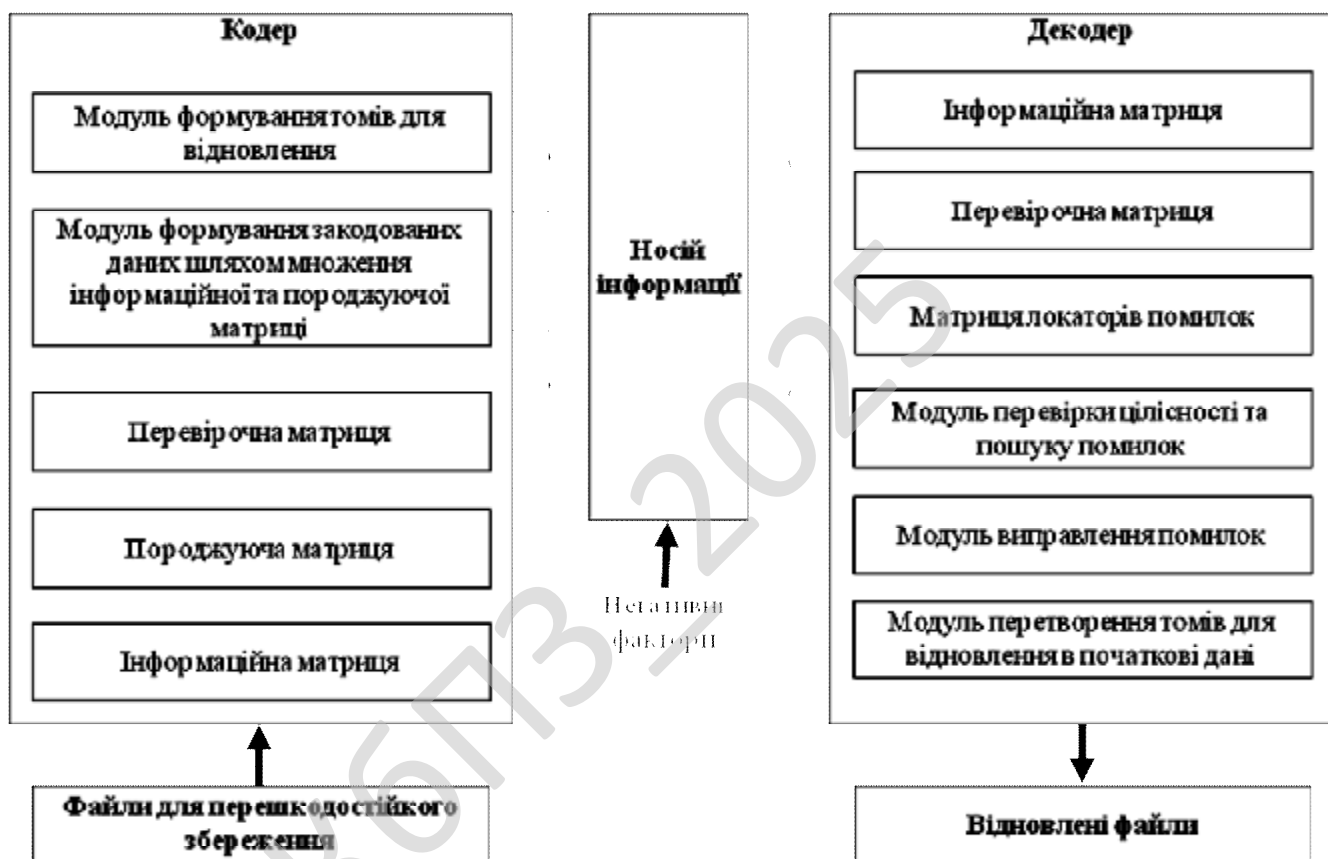 Кодер
Модуль формування томів для
відновлення
Модуль формування закодованих
даних шляхом множення
інформаційної та породжуючої
матриці
Перевірочна матриця
Породжуюча матриця
Інформаційна матриця
Файли для перешкодостійкого
збереження
Носій
інформації
Негативні
фактори
Декодер
Інформаційна матриця
Перевірочна матриця
Матриця локаторів помилок
Модуль перевірки цілісності та
пошуку помилок
Модуль виправлення помилок
Модуль перетворення томів для
відновлення в початкові дані
Відновлені файли
КБПЗ_2025